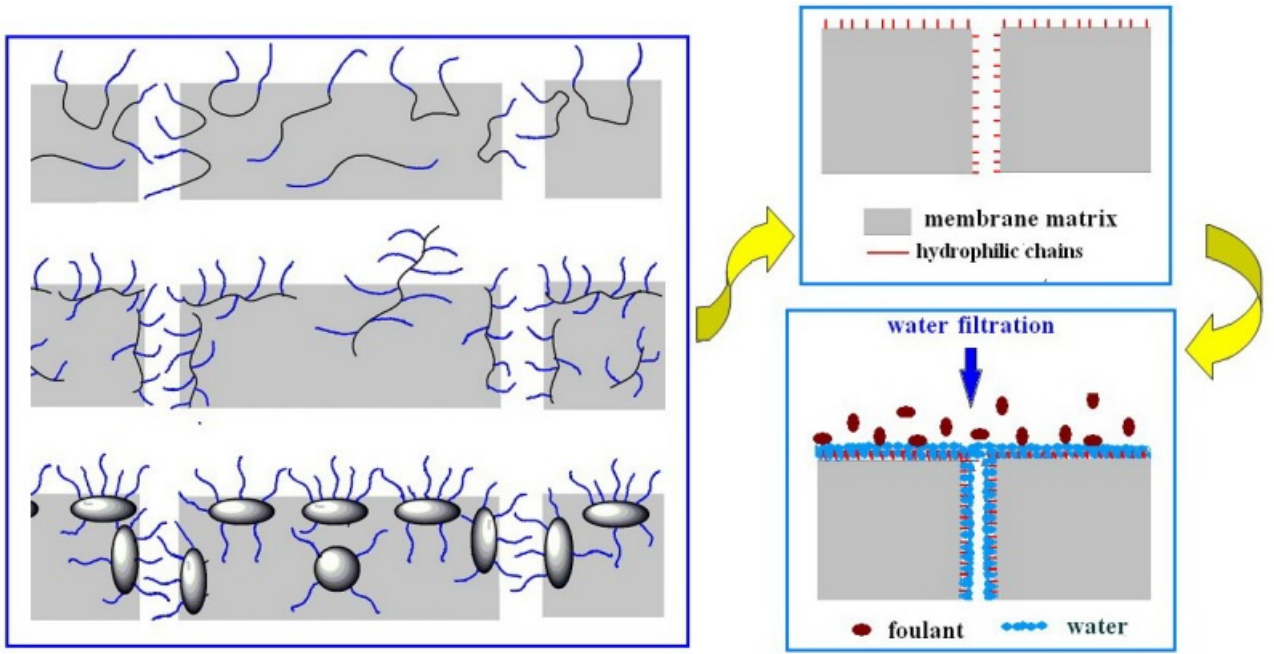 membrane matrix
hydrophilic chains
water filtration
foulant
water